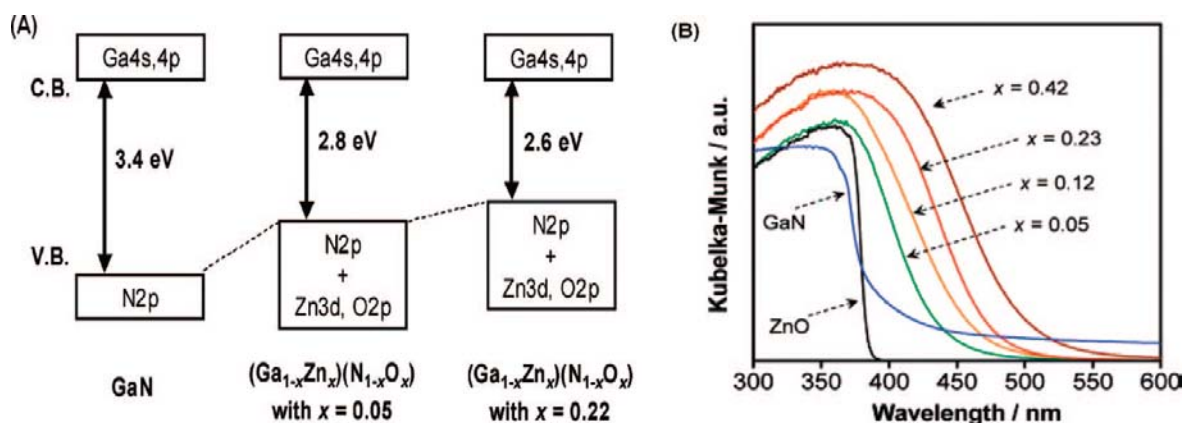 (A)
Ga4s,4p
Ga4s,4p
Ga4s,4p
C.B.
3.4 eV
2.8 eV
2.6 eV
V.B.
N2p
N2p
+
Zn3d, O2p
N2p
+
Zn3d, O2p
GaN
(Ga1-xZnx)(N1-xOx)
with x = 0.05
(Ga1-xZnx)(N1-xOx)
with x = 0.22
(B)
Kubelka-Munk / a.u.
x = 0.42
x = 0.23
x = 0.12
x = 0.05
GaN
ZnO
300 350 400 450 500 550 600
Wavelength / nm